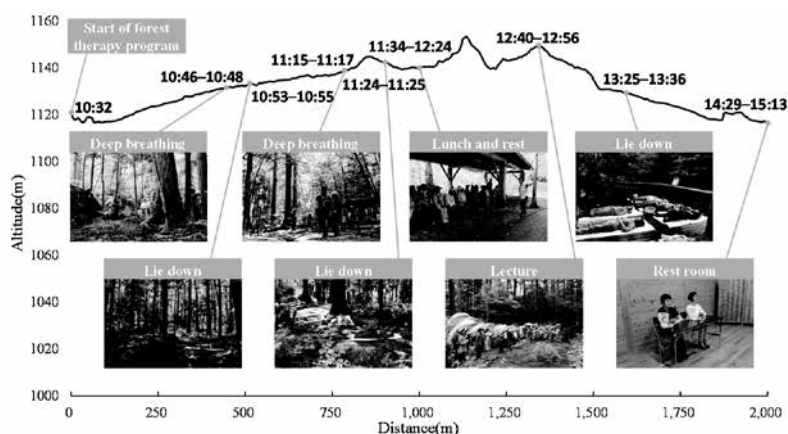 1160
Start of forest
therapy program
11:15–11:17
11:34–12:24
12:40–12:56
1140
10:46–10:48
13:25–13:36
10:53–10:55
11:24–11:25
14:29–15:13
10:32
1120
Deep breathing
Deep breathing
Lunch and rest
Lie down
1100
1080
Altitude(m)
1060
Lie down
Lie down
Lecture
Rest room
1040
1020
1000
0
250
500
750
1,000
1,250
1,500
1,750
2,000
Distance(m)